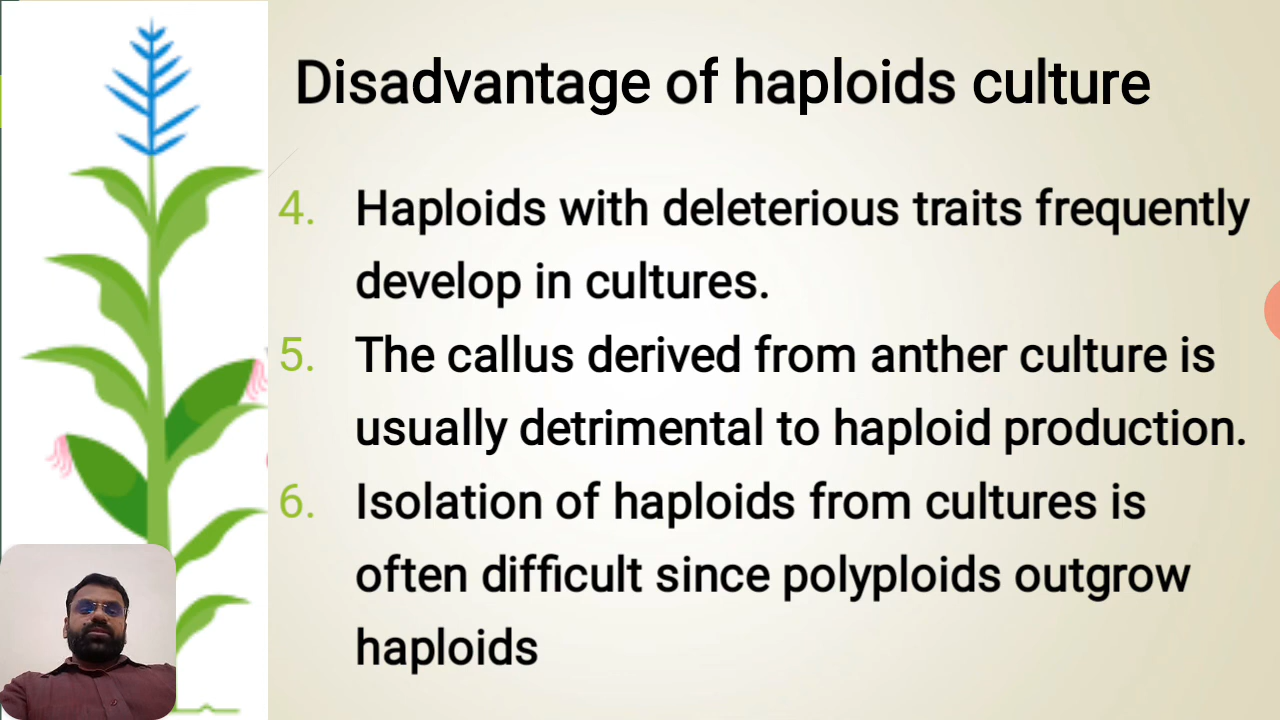 Disadvantage of haploids culture
4. Haploids with deleterious traits frequently
develop in cultures.
5. The callus derived from anther culture is
usually detrimental to haploid production.
6. Isolation of haploids from cultures is
often difficult since polyploids outgrow
haploids